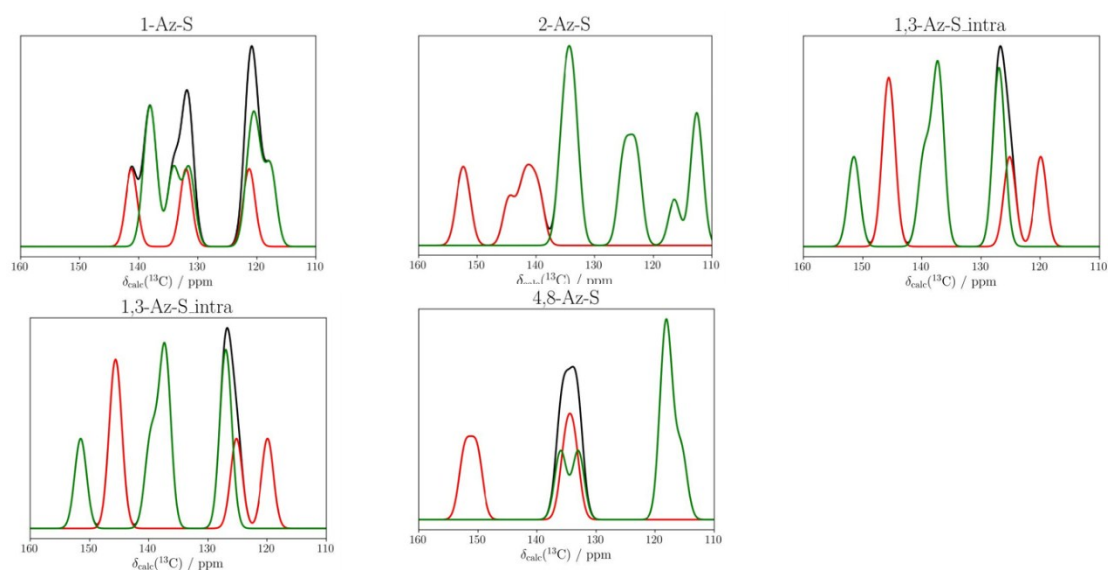 1-Az-S
2-Az-S
1,3-Az-S_intra
160 150 140 130 120 110
δcalc(¹³C) / ppm
160 150 140 130 120 110
δcalc(¹³C) / ppm
160 150 140 130 120 110
δcalc(¹³C) / ppm
1,3-Az-S_intra
4,8-Az-S
160 150 140 130 120 110
δcalc(¹³C) / ppm
160 150 140 130 120 110
δcalc(¹³C) / ppm